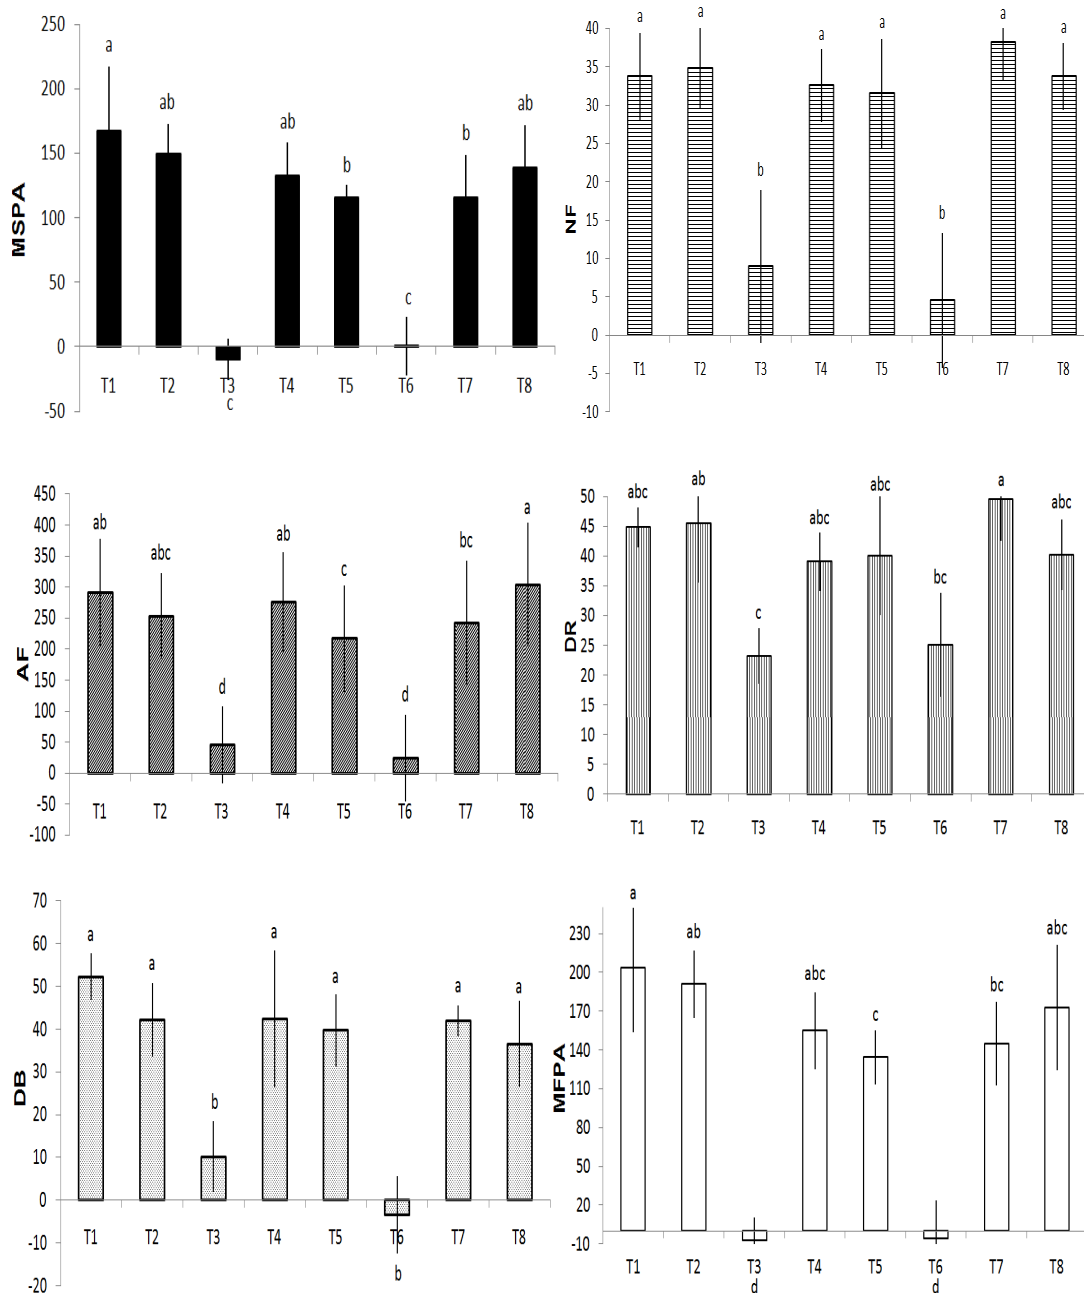 250
200
150
100
50
0
-50
MSPA
a
ab
c
ab
b
c
b
ab
T1 T2 T3 T4 T5 T6 T7 T8
40
35
30
25
20
15
10
5
0
-5
-10
NF
a
a
b
a
a
b
a
a
T1 T2 T3 T4 T5 T6 T7 T8
450
400
350
300
250
200
150
100
50
0
-50
-100
AF
ab
abc
d
ab
c
d
bc
a
T1 T2 T3 T4 T5 T6 T7 T8
50
45
40
35
30
25
20
15
10
5
0
DR
abc
ab
c
abc
abc
bc
a
abc
T1 T2 T3 T4 T5 T6 T7 T8
70
60
50
40
30
20
10
0
-10
-20
DB
a
a
b
a
a
b
a
a
T1 T2 T3 T4 T5 T6 T7 T8
230
200
170
140
110
80
50
20
-10
MFPA
a
ab
d
abc
c
d
bc
abc
T1 T2 T3 T4 T5 T6 T7 T8